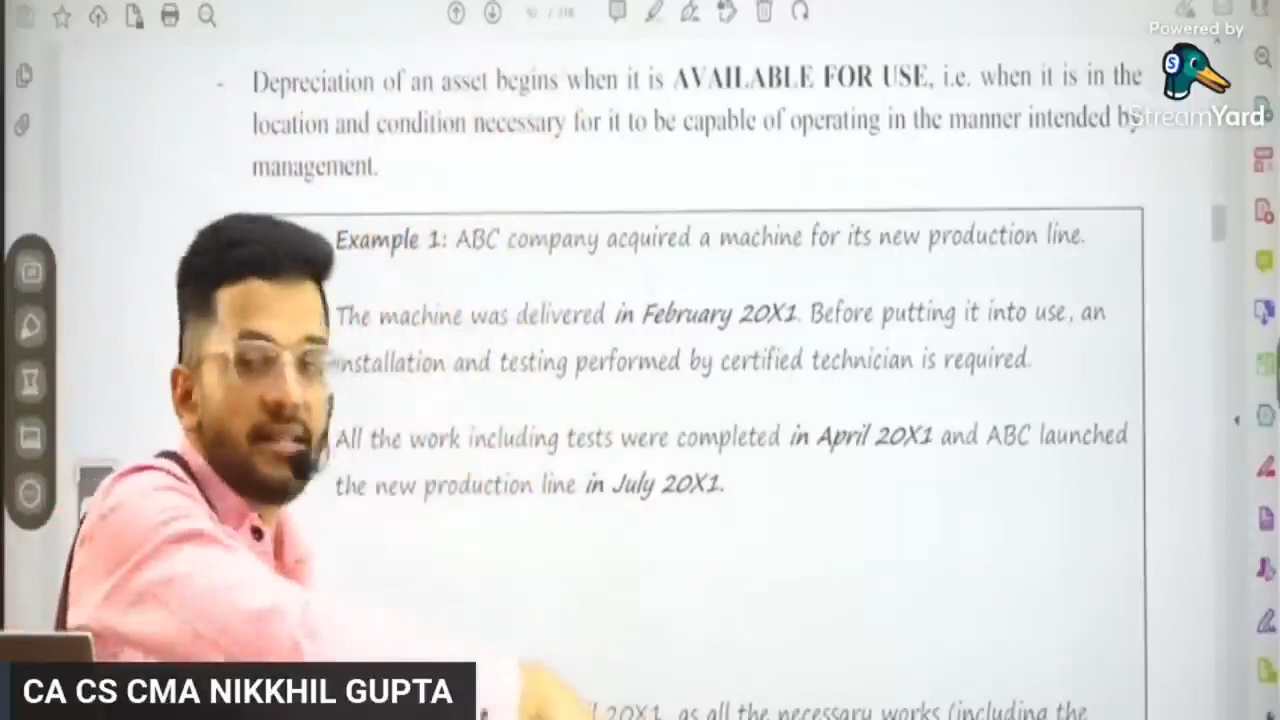 Powered by
StreamYard
- Depreciation of an asset begins when it is AVAILABLE FOR USE, i.e. when it is in the
location and condition necessary for it to be capable of operating in the manner intended by
management.
Example 1: ABC company acquired a machine for its new production line.
The machine was delivered in February 20X1. Before putting it into use, an
installation and testing performed by certified technician is required.
All the work including tests were completed in April 20X1 and ABC launched
the new production line in July 20X1.
20X1, as all the necessary works (including the
CA CS CMA NIKKHIL GUPTA